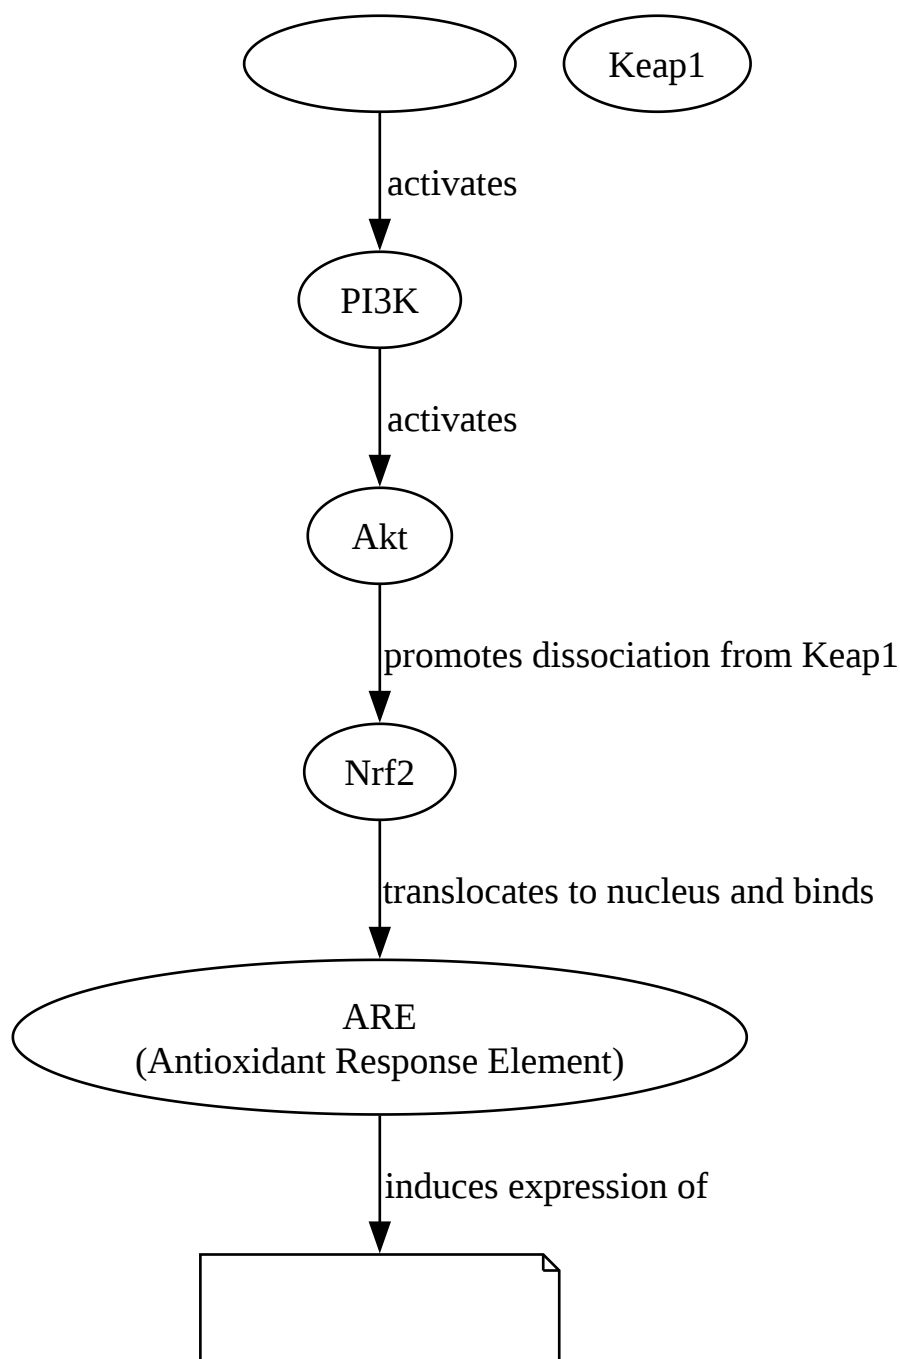 Keap1
activates
PI3K
activates
Akt
promotes dissociation from Keap1
Nrf2
translocates to nucleus and binds
ARE
(Antioxidant Response Element)
induces expression of